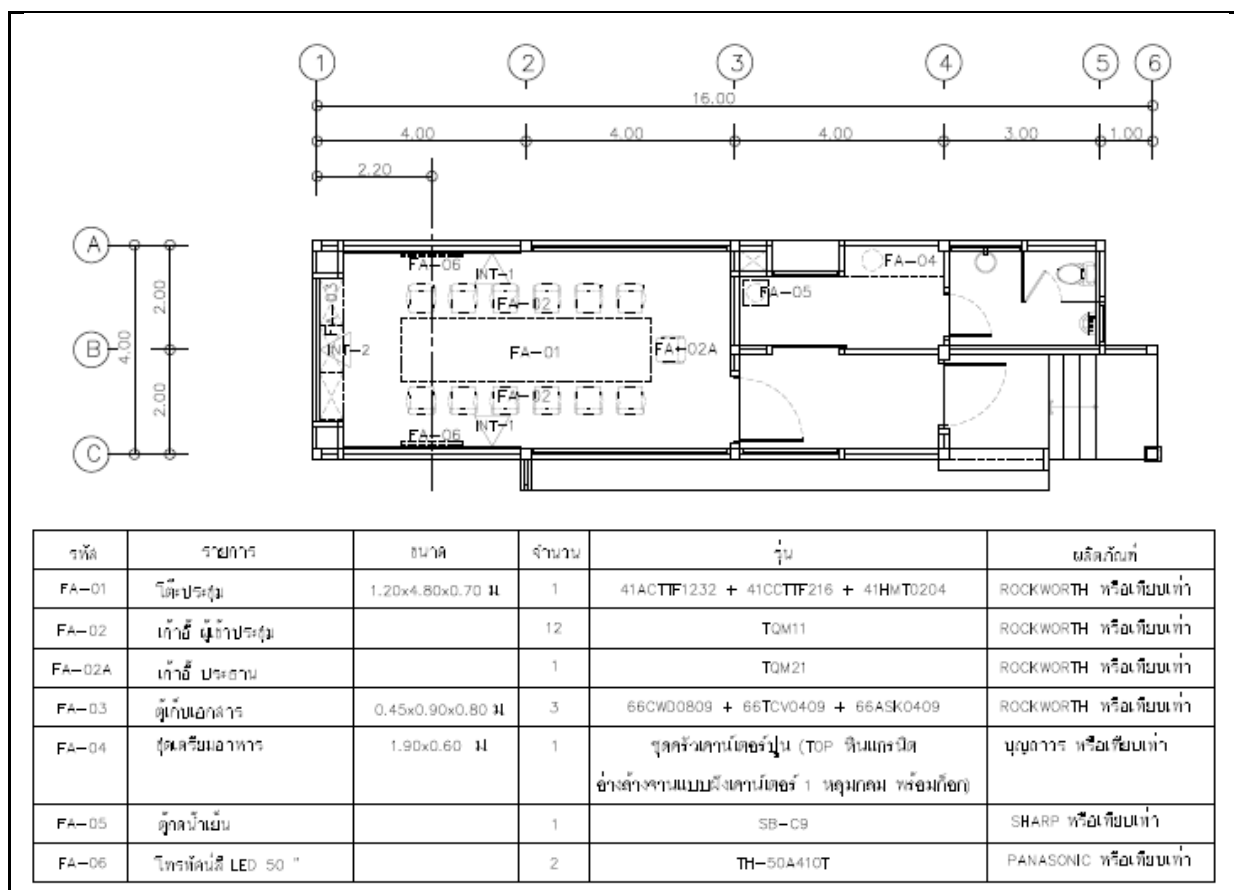 1 2 3 4 5 6
16.00
4.00 4.00 4.00 3.00 1.00
2.20
A
B
C
4.00
2.00
2.00
FA-06
INT-1
FA-02
FA-03
INT-2
FA-01
FA-02A
FA-02
INT-1
FA-06
FA-04
FA-05
รหัส รายการ ขนาด จำนวน รุ่น ผลิตภัณฑ์
FA-01 โต๊ะประชุม 1.20x4.80x0.70 ม 1 41ACTTF1232 + 41CCTTF216 + 41HMT0204 ROCKWORTH หรือเทียบเท่า
FA-02 เก้าอี้ ผู้เข้าประชุม 12 TQM11 ROCKWORTH หรือเทียบเท่า
FA-02A เก้าอี้ ประธาน 1 TQM21 ROCKWORTH หรือเทียบเท่า
FA-03 ตู้เก็บเอกสาร 0.45x0.90x0.80 ม 3 66CWD0809 + 66TCV0409 + 66ASK0409 ROCKWORTH หรือเทียบเท่า
FA-04 ชุดเตรียมอาหาร 1.90x0.60 ม 1 ชุดครัวเคาน์เตอร์ปูน (TOP หินแกรนิต บุญถาวร หรือเทียบเท่า
อ่างล้างจานแบบฝังเคาน์เตอร์ 1 หลุมกลม พร้อมก๊อก)
FA-05 ตู้กดน้ำเย็น 1 SB-C9 SHARP หรือเทียบเท่า
FA-06 โทรทัศน์สี LED 50 " 2 TH-50A410T PANASONIC หรือเทียบเท่า